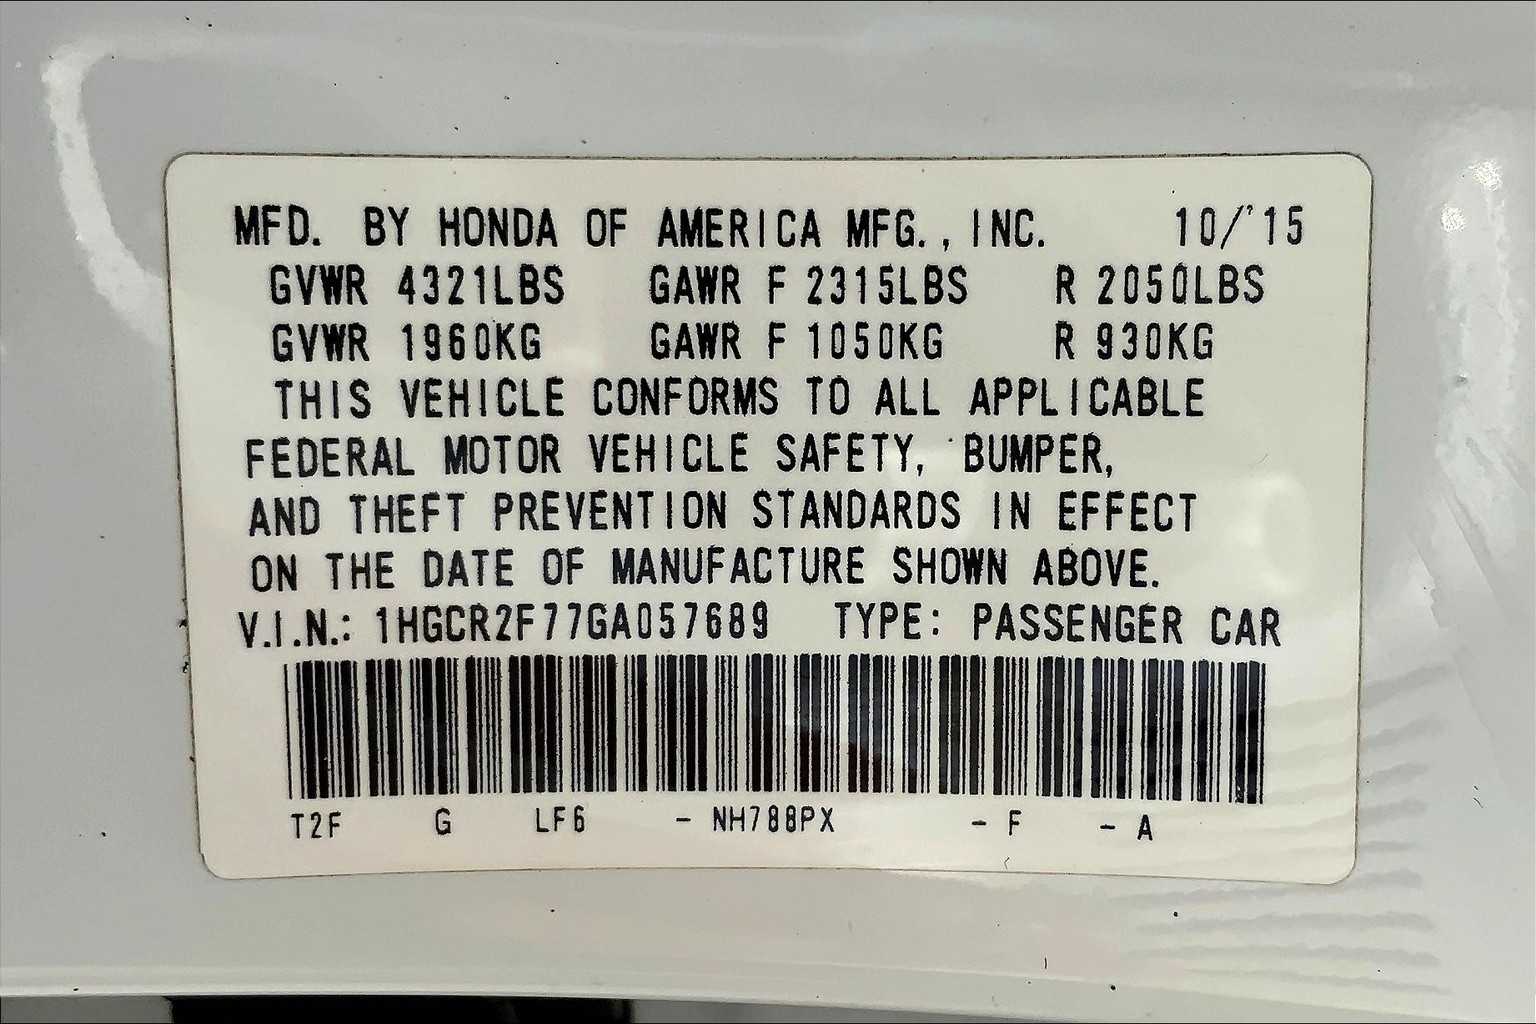 MFD. BY HONDA OF AMERICA MFG., INC. 10/'15
GVWR 4321LBS GAWR F 2315LBS R 2050LBS
GVWR 1960KG GAWR F 1050KG R 930KG
THIS VEHICLE CONFORMS TO ALL APPLICABLE
FEDERAL MOTOR VEHICLE SAFETY, BUMPER,
AND THEFT PREVENTION STANDARDS IN EFFECT
ON THE DATE OF MANUFACTURE SHOWN ABOVE.
V.I.N.: 1HGCR2F77GA057689 TYPE: PASSENGER CAR
T2F G LF6 - NH788PX - F - A